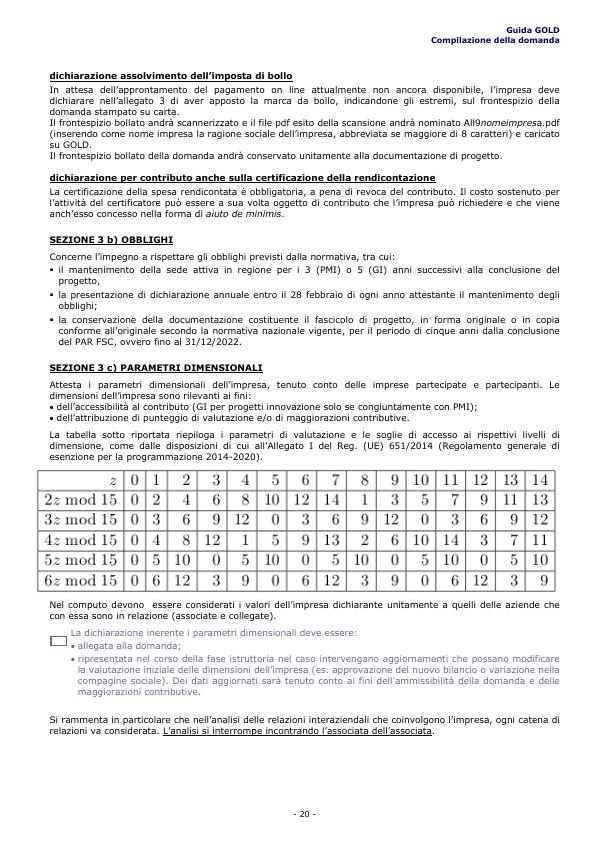 Guida GOLD
Compilazione della domanda
dichiarazione assolvimento dell'imposta di bollo
In attesa dell'approntamento del pagamento on line attualmente non ancora disponibile, l'impresa deve
dichiarare nell'allegato 3 di aver apposto la marca da bollo, indicandone gli estremi, sul frontespizio della
domanda stampato su carta.
Il frontespizio bollato andrà scannerizzato e il file pdf esito della scansione andrà nominato All9nomeimpresa.pdf
(inserendo come nome impresa la ragione sociale dell'impresa, abbreviata se maggiore di 8 caratteri) e caricato
su GOLD.
Il frontespizio bollato della domanda andrà conservato unitamente alla documentazione di progetto.
dichiarazione per contributo anche sulla certificazione della rendicontazione
La certificazione della spesa rendicontata è obbligatoria, a pena di revoca del contributo. Il costo sostenuto per
l'attività del certificatore può essere a sua volta oggetto di contributo che l'impresa può richiedere e che viene
anch'esso concesso nella forma di aiuto de minimis.
SEZIONE 3 b) OBBLIGHI
Concerne l'impegno a rispettare gli obblighi previsti dalla normativa, tra cui:
▪ il mantenimento della sede attiva in regione per i 3 (PMI) o 5 (GI) anni successivi alla conclusione del
progetto,
▪ la presentazione di dichiarazione annuale entro il 28 febbraio di ogni anno attestante il mantenimento degli
obblighi;
▪ la conservazione della documentazione costituente il fascicolo di progetto, in forma originale o in copia
conforme all'originale secondo la normativa nazionale vigente, per il periodo di cinque anni dalla conclusione
del PAR FSC, ovvero fino al 31/12/2022.
SEZIONE 3 c) PARAMETRI DIMENSIONALI
Attesta i parametri dimensionali dell'impresa, tenuto conto delle imprese partecipate e partecipanti. Le
dimensioni dell'impresa sono rilevanti ai fini:
• dell'accessibilità al contributo (GI per progetti innovazione solo se congiuntamente con PMI);
• dell'attribuzione di punteggio di valutazione e/o di maggiorazioni contributive.
La tabella sotto riportata riepiloga i parametri di valutazione e le soglie di accesso ai rispettivi livelli di
dimensione, come dalle disposizioni di cui all'Allegato I del Reg. (UE) 651/2014 (Regolamento generale di
esenzione per la programmazione 2014-2020).
z 0 1 2 3 4 5 6 7 8 9 10 11 12 13 14
2z mod 15 0 2 4 6 8 10 12 14 1 3 5 7 9 11 13
3z mod 15 0 3 6 9 12 0 3 6 9 12 0 3 6 9 12
4z mod 15 0 4 8 12 1 5 9 13 2 6 10 14 3 7 11
5z mod 15 0 5 10 0 5 10 0 5 10 0 5 10 0 5 10
6z mod 15 0 6 12 3 9 0 6 12 3 9 0 6 12 3 9
Nel computo devono essere considerati i valori dell'impresa dichiarante unitamente a quelli delle aziende che
con essa sono in relazione (associate e collegate).
La dichiarazione inerente i parametri dimensionali deve essere:
• allegata alla domanda;
• ripresentata nel corso della fase istruttoria nel caso intervengano aggiornamenti che possano modificare
la valutazione iniziale delle dimensioni dell'impresa (es. approvazione del nuovo bilancio o variazione nella
compagine sociale). Dei dati aggiornati sarà tenuto conto ai fini dell'ammissibilità della domanda e delle
maggiorazioni contributive.
Si rammenta in particolare che nell'analisi delle relazioni interaziendali che coinvolgono l'impresa, ogni catena di
relazioni va considerata. L'analisi si interrompe incontrando l'associata dell'associata.
- 20 -